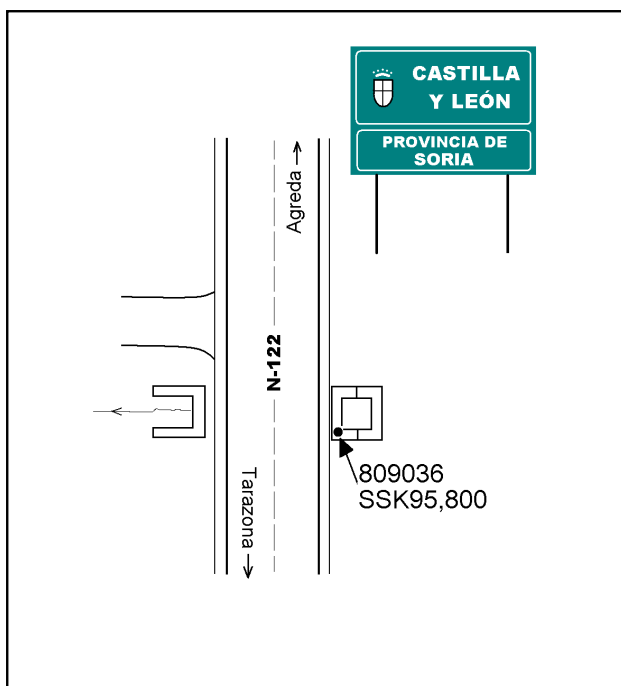 CASTILLA
Y LEÓN
PROVINCIA DE
SORIA
Agreda
N-122
Tarazona
809036
SSK95,800